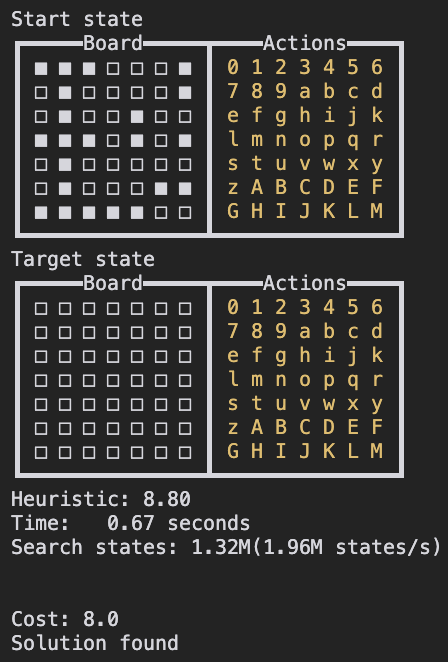 Start state
Board Actions
■ ■ ■ □ □ □ ■ 0 1 2 3 4 5 6
□ ■ □ □ □ □ ■ 7 8 9 a b c d
□ ■ □ □ ■ □ □ e f g h i j k
■ ■ ■ □ ■ □ ■ l m n o p q r
□ ■ □ □ □ □ □ s t u v w x y
□ ■ □ □ □ ■ ■ z A B C D E F
■ ■ ■ ■ ■ □ □ G H I J K L M
Target state
Board Actions
□ □ □ □ □ □ □ 0 1 2 3 4 5 6
□ □ □ □ □ □ □ 7 8 9 a b c d
□ □ □ □ □ □ □ e f g h i j k
□ □ □ □ □ □ □ l m n o p q r
□ □ □ □ □ □ □ s t u v w x y
□ □ □ □ □ □ □ z A B C D E F
□ □ □ □ □ □ □ G H I J K L M
Heuristic: 8.80
Time: 0.67 seconds
Search states: 1.32M(1.96M states/s)
Cost: 8.0
Solution found